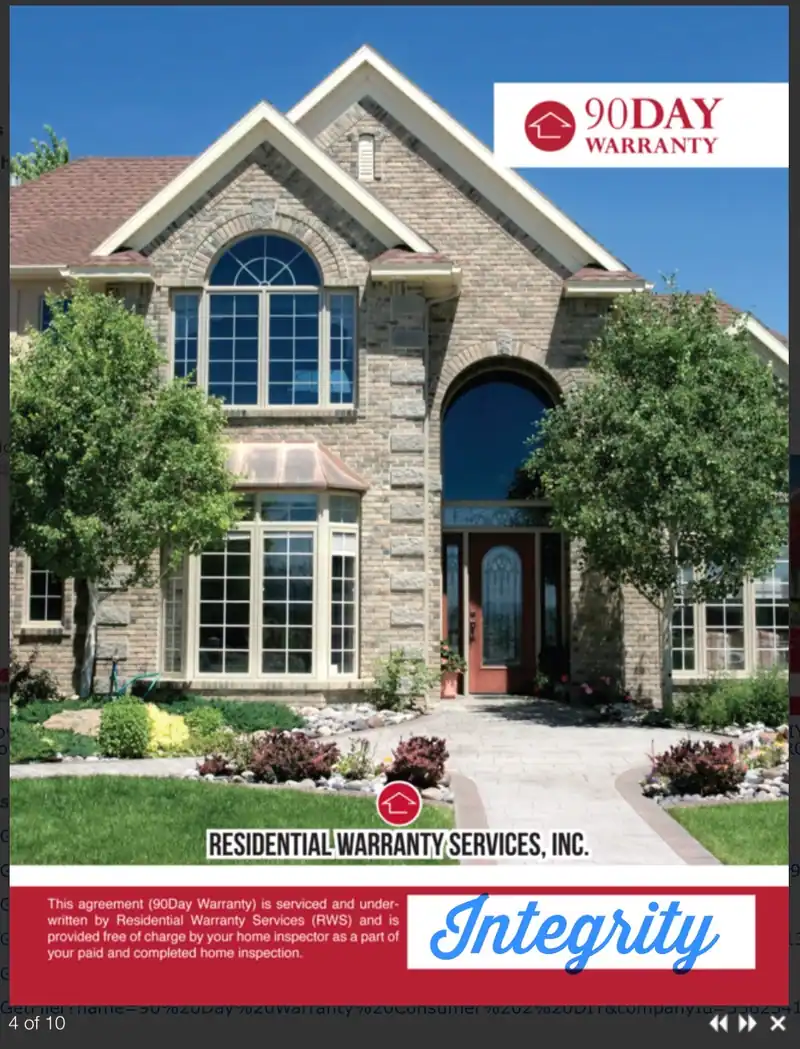 90DAY
WARRANTY
RESIDENTIAL WARRANTY SERVICES, INC.
This agreement (90Day Warranty) is serviced and under-
written by Residential Warranty Services (RWS) and is
provided free of charge by your home inspector as a part of
your paid and completed home inspection.
Integrity
4 of 10